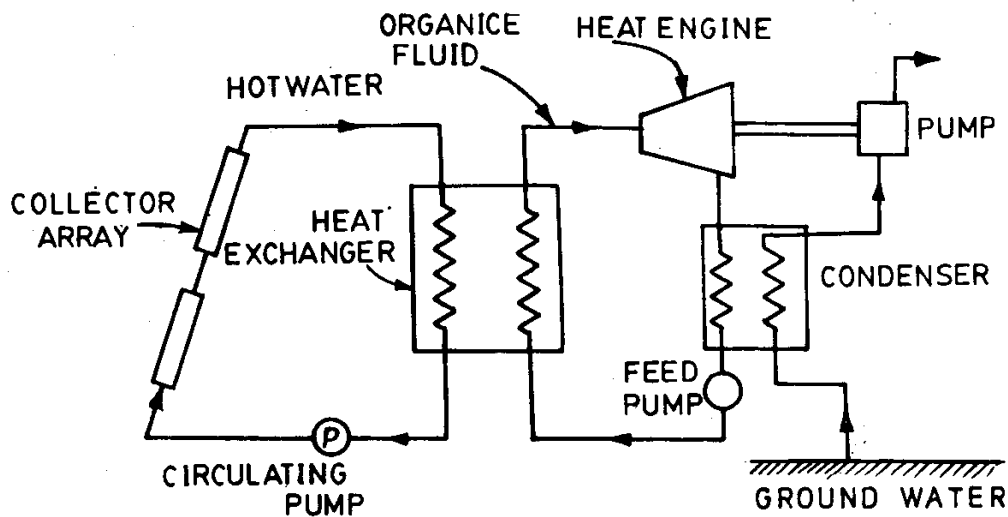 ORGANICE
FLUID
HEAT ENGINE
HOTWATER
PUMP
COLLECTOR
ARRAY
HEAT
EXCHANGER
CONDENSER
FEED
PUMP
P
CIRCULATING
PUMP
GROUND WATER